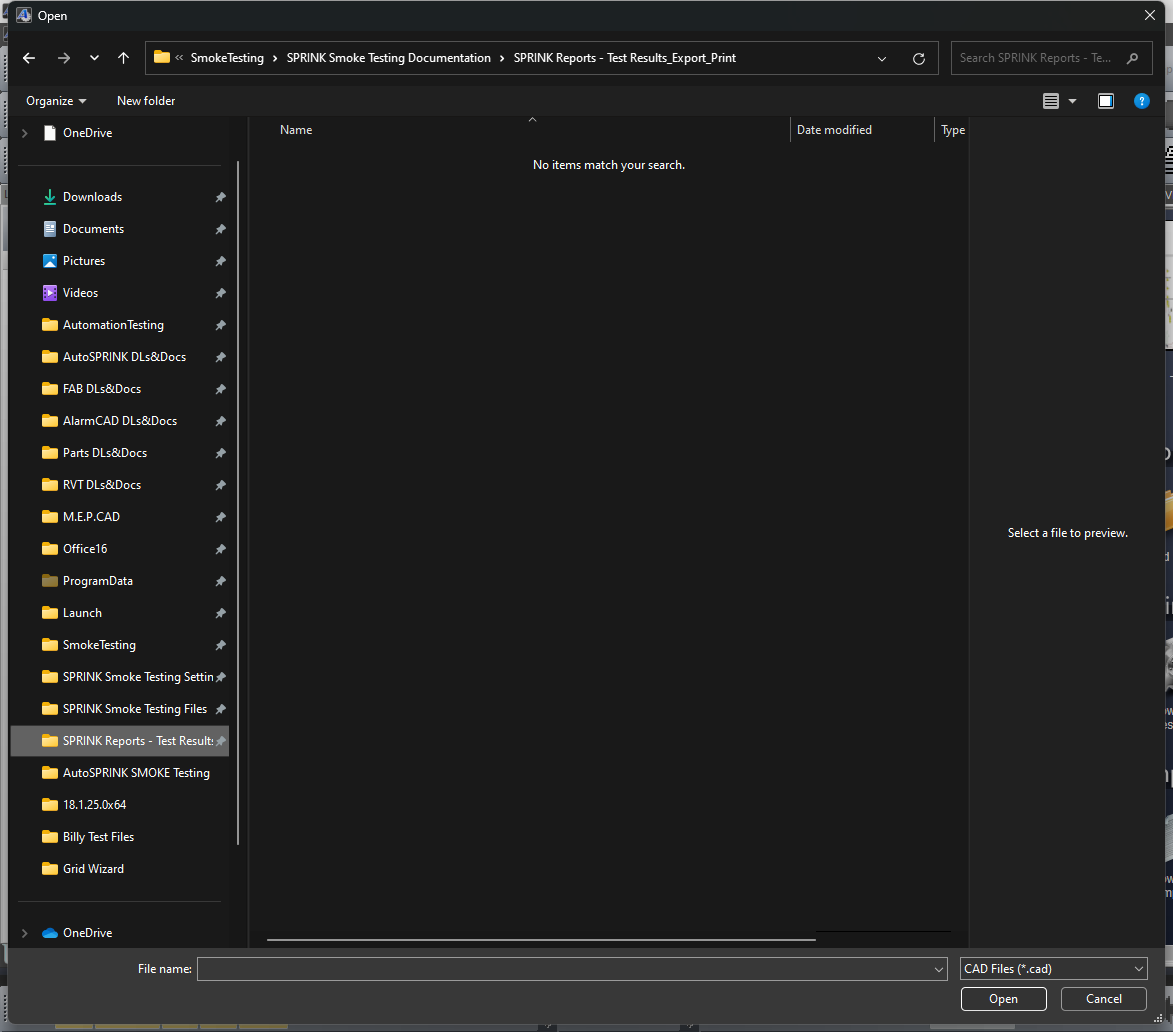 Open
« SmokeTesting › SPRINK Smoke Testing Documentation › SPRINK Reports - Test Results_Export_Print
Search SPRINK Reports - Te...
Organize
New folder
?
Name
Date modified
Type
OneDrive
No items match your search.
Downloads
Documents
Pictures
Videos
AutomationTesting
AutoSPRINK DLs&Docs
FAB DLs&Docs
AlarmCAD DLs&Docs
Parts DLs&Docs
RVT DLs&Docs
M.E.P.CAD
Office16
ProgramData
Launch
SmokeTesting
SPRINK Smoke Testing Settin
SPRINK Smoke Testing Files
SPRINK Reports - Test Results
AutoSPRINK SMOKE Testing
18.1.25.0x64
Billy Test Files
Grid Wizard
OneDrive
Select a file to preview.
File name:
CAD Files (*.cad)
Open
Cancel